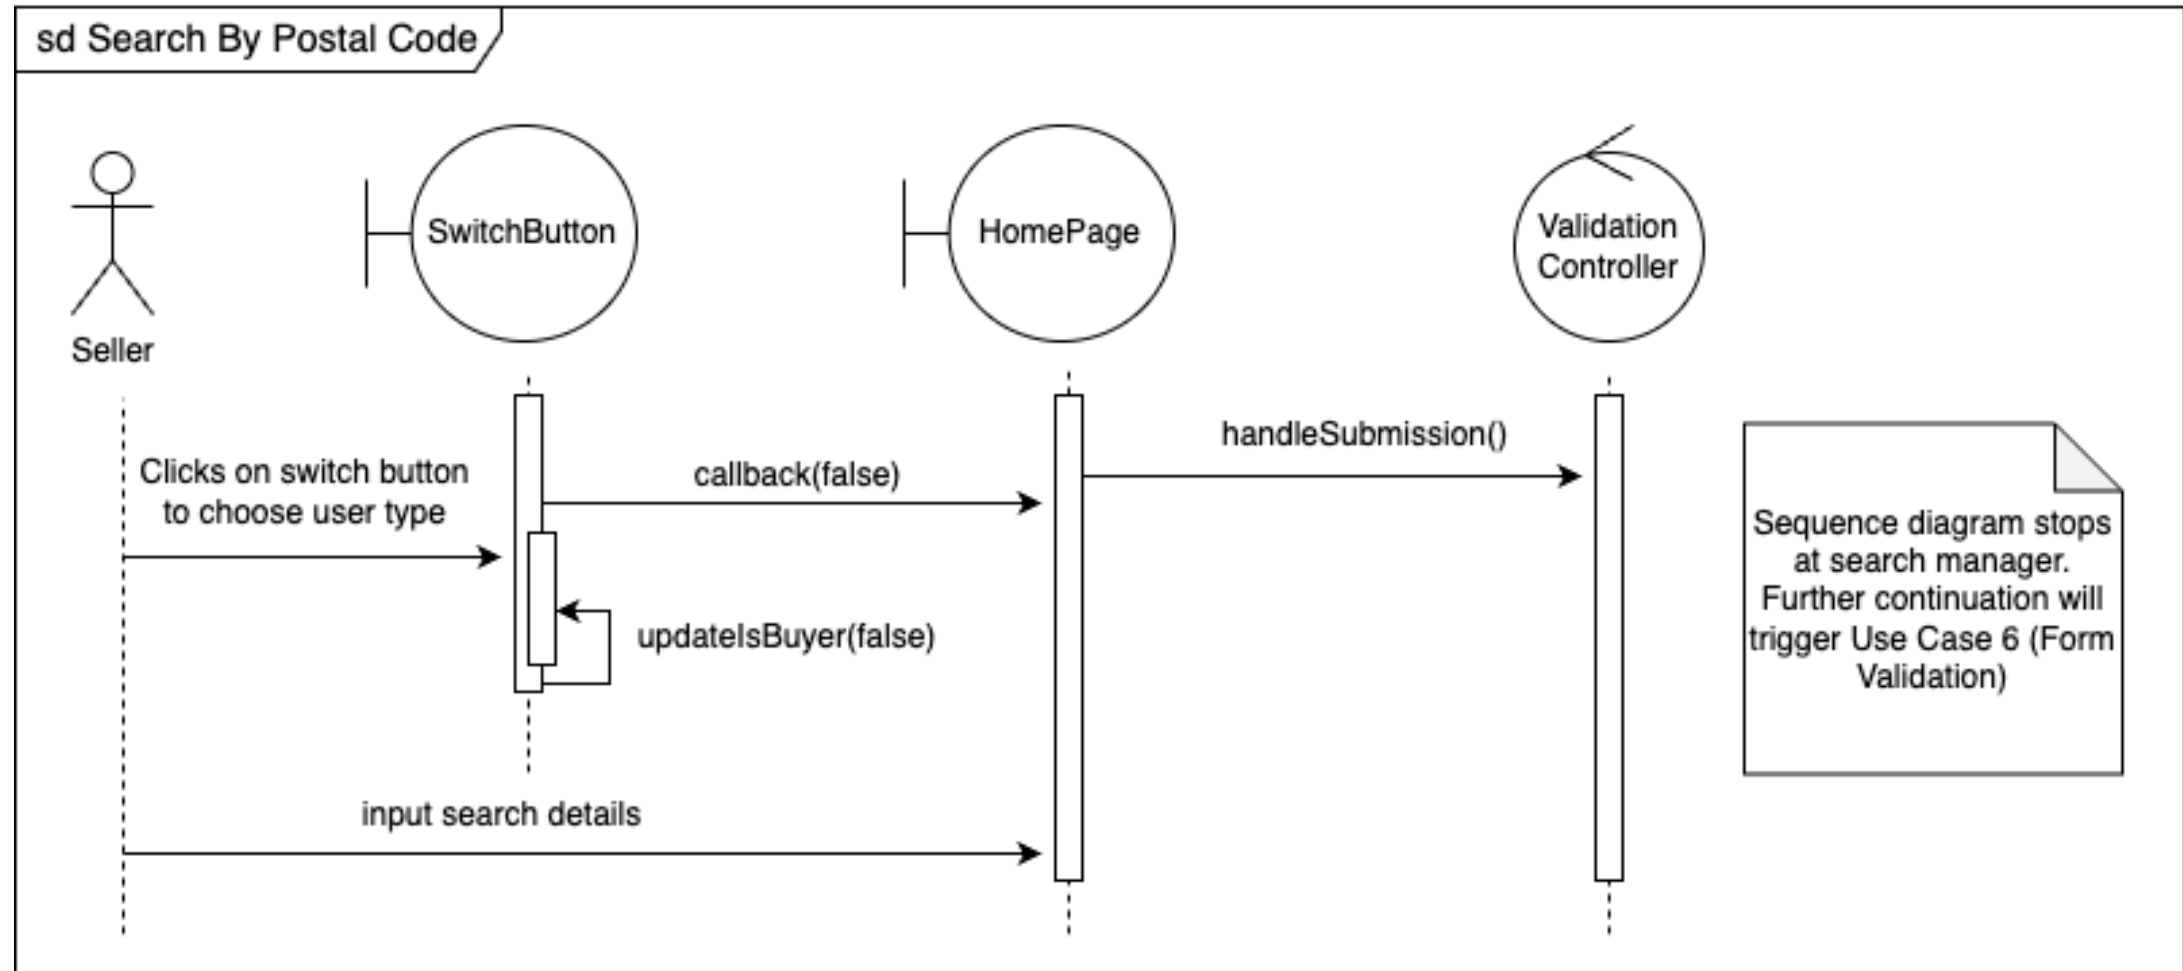 sd Search By Postal Code
SwitchButton
HomePage
Validation
Controller
Seller
Clicks on switch button
to choose user type
callback(false)
handleSubmission()
updateIsBuyer(false)
input search details
Sequence diagram stops
at search manager.
Further continuation will
trigger Use Case 6 (Form
Validation)